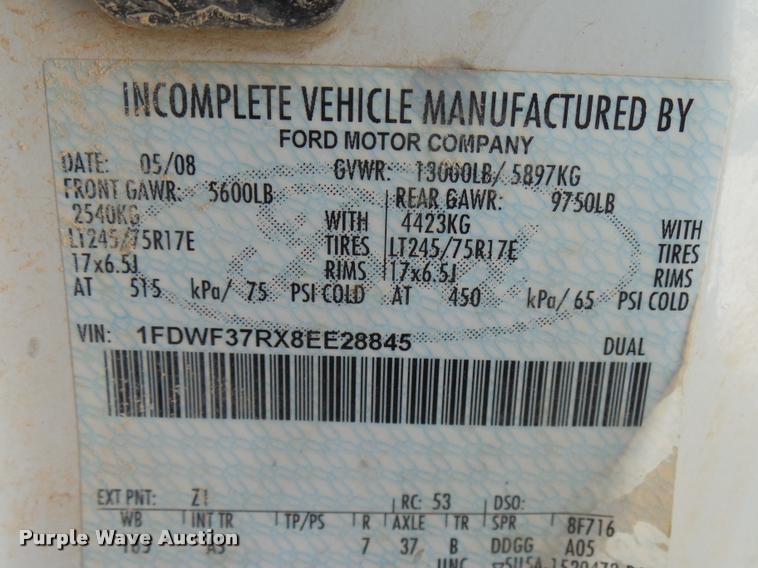 INCOMPLETE VEHICLE MANUFACTURED BY
FORD MOTOR COMPANY
DATE: 05/08 GVWR: 13000LB/ 5897KG
FRONT GAWR: 5600LB REAR GAWR: 9750LB
2540KG WITH 4423KG WITH
LT245/75R17E TIRES LT245/75R17E TIRES
17x6.5J RIMS 17x6.5J RIMS
AT 515 kPa/ 75 PSI COLD AT 450 kPa/ 65 PSI COLD
VIN: 1FDWF37RX8EE28845 DUAL
EXT PNT: Z1 RC: 53 DSO:
WB INT TR TP/PS R AXLE TR SPR 8F716
7 37 B DDGG A05
Purple Wave Auction